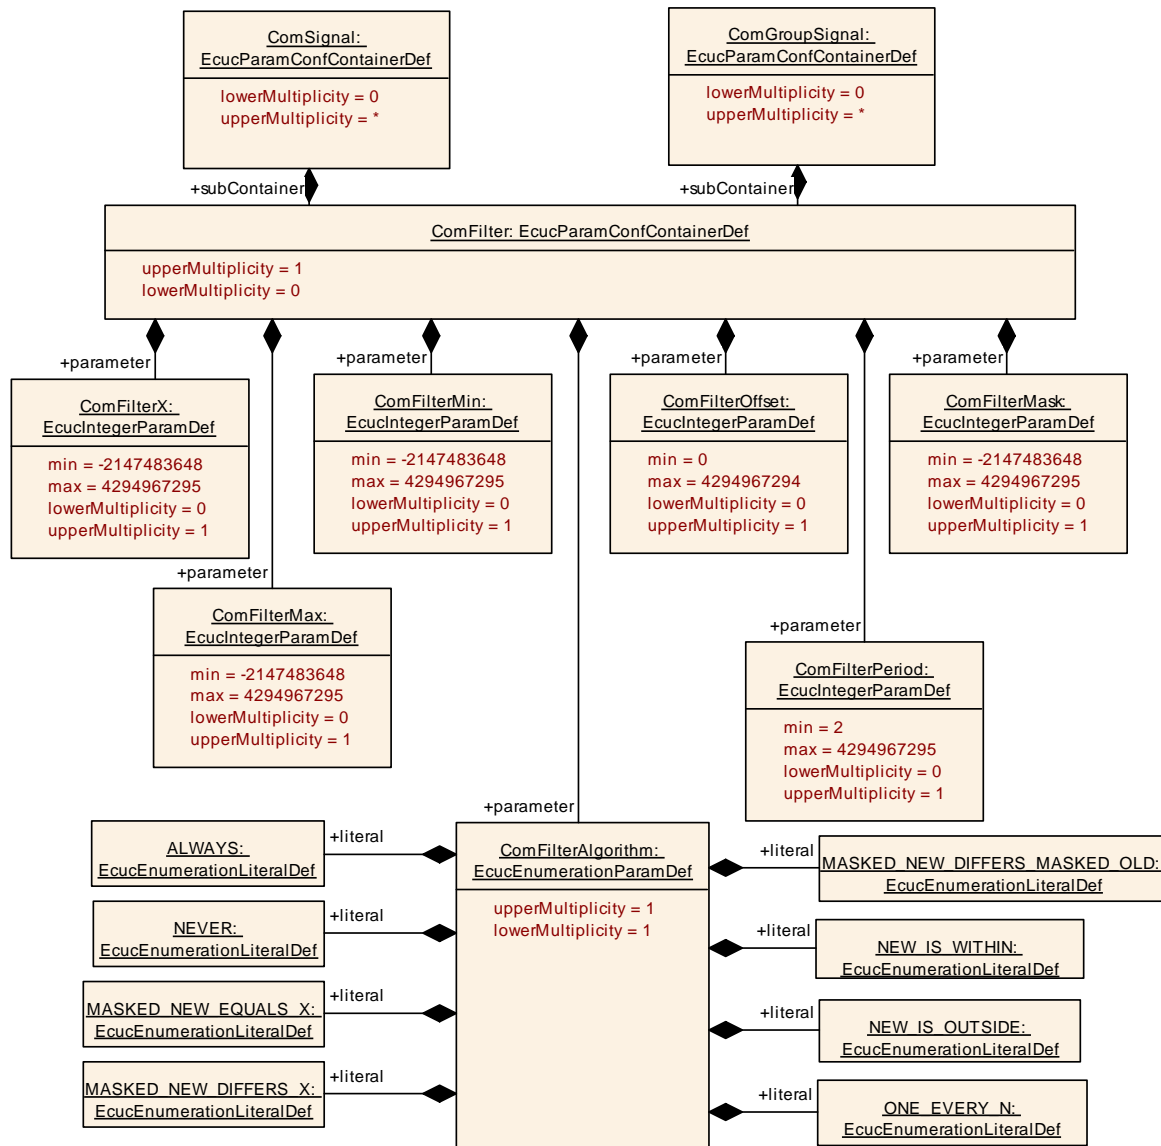 ComSignal:
EcucParamConfContainerDef
lowerMultiplicity = 0
upperMultiplicity = *
ComGroupSignal:
EcucParamConfContainerDef
lowerMultiplicity = 0
upperMultiplicity = *
+subContainer
+subContainer
ComFilter: EcucParamConfContainerDef
upperMultiplicity = 1
lowerMultiplicity = 0
+parameter
+parameter
+parameter
+parameter
ComFilterX:
EcucIntegerParamDef
min = -2147483648
max = 4294967295
lowerMultiplicity = 0
upperMultiplicity = 1
ComFilterMin:
EcucIntegerParamDef
min = -2147483648
max = 4294967295
lowerMultiplicity = 0
upperMultiplicity = 1
ComFilterOffset:
EcucIntegerParamDef
min = 0
max = 4294967294
lowerMultiplicity = 0
upperMultiplicity = 1
ComFilterMask:
EcucIntegerParamDef
min = -2147483648
max = 4294967295
lowerMultiplicity = 0
upperMultiplicity = 1
+parameter
ComFilterMax:
EcucIntegerParamDef
min = -2147483648
max = 4294967295
lowerMultiplicity = 0
upperMultiplicity = 1
+parameter
ComFilterPeriod:
EcucIntegerParamDef
min = 2
max = 4294967295
lowerMultiplicity = 0
upperMultiplicity = 1
+parameter
ComFilterAlgorithm:
EcucEnumerationParamDef
upperMultiplicity = 1
lowerMultiplicity = 1
+literal
ALWAYS:
EcucEnumerationLiteralDef
+literal
NEVER:
EcucEnumerationLiteralDef
+literal
MASKED_NEW_EQUALS_X:
EcucEnumerationLiteralDef
+literal
MASKED_NEW_DIFFERS_X:
EcucEnumerationLiteralDef
+literal
MASKED_NEW_DIFFERS_MASKED_OLD:
EcucEnumerationLiteralDef
+literal
NEW_IS_WITHIN:
EcucEnumerationLiteralDef
+literal
NEW_IS_OUTSIDE:
EcucEnumerationLiteralDef
+literal
ONE_EVERY_N:
EcucEnumerationLiteralDef